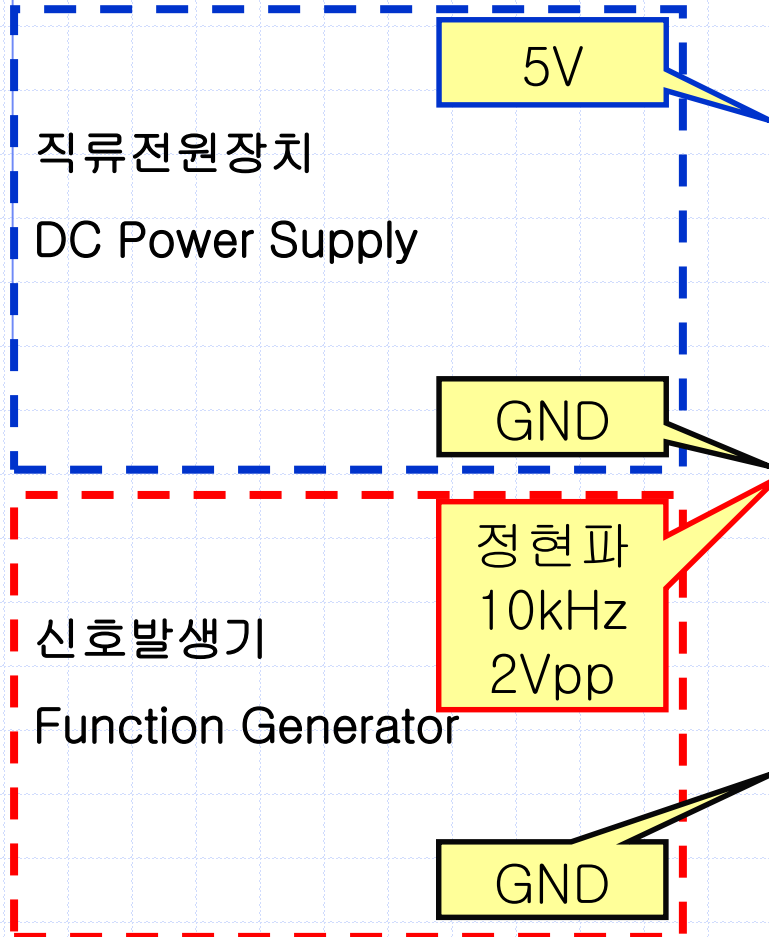 5V
직류전원장치
DC Power Supply
GND
정현파
10kHz
2Vpp
신호발생기
Function Generator
GND